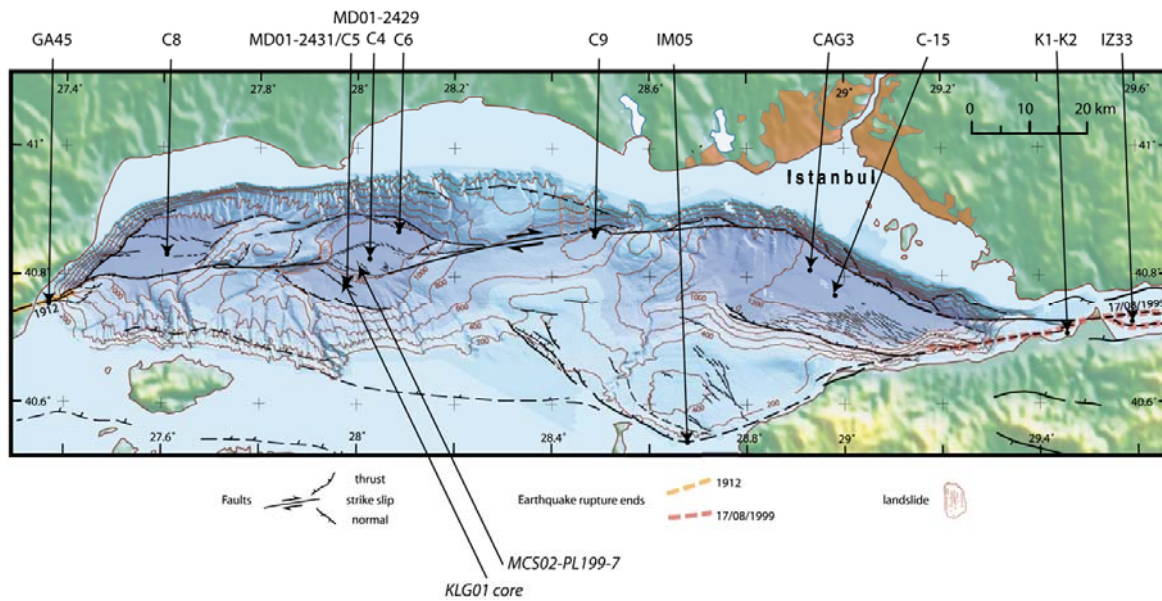 MD01-2429
GA45 C8 MD01-2431/C5 C4 C6 C9 IM05 CAG3 C-15 K1-K2 IZ33
27.4° 27.8° 28° 28.2° 28.6° 29° 29.2° 29.6°
0 10 20 km
41° 41°
Istanbul
40.8° 40.8°
1912
17/08/1999
40.6° 40.6°
27.6° 28° 28.4° 28.8° 29° 29.4°
thrust
Faults strike slip
normal
Earthquake rupture ends
1912
17/08/1999
landslide
MCS02-PL199-7
KLG01 core